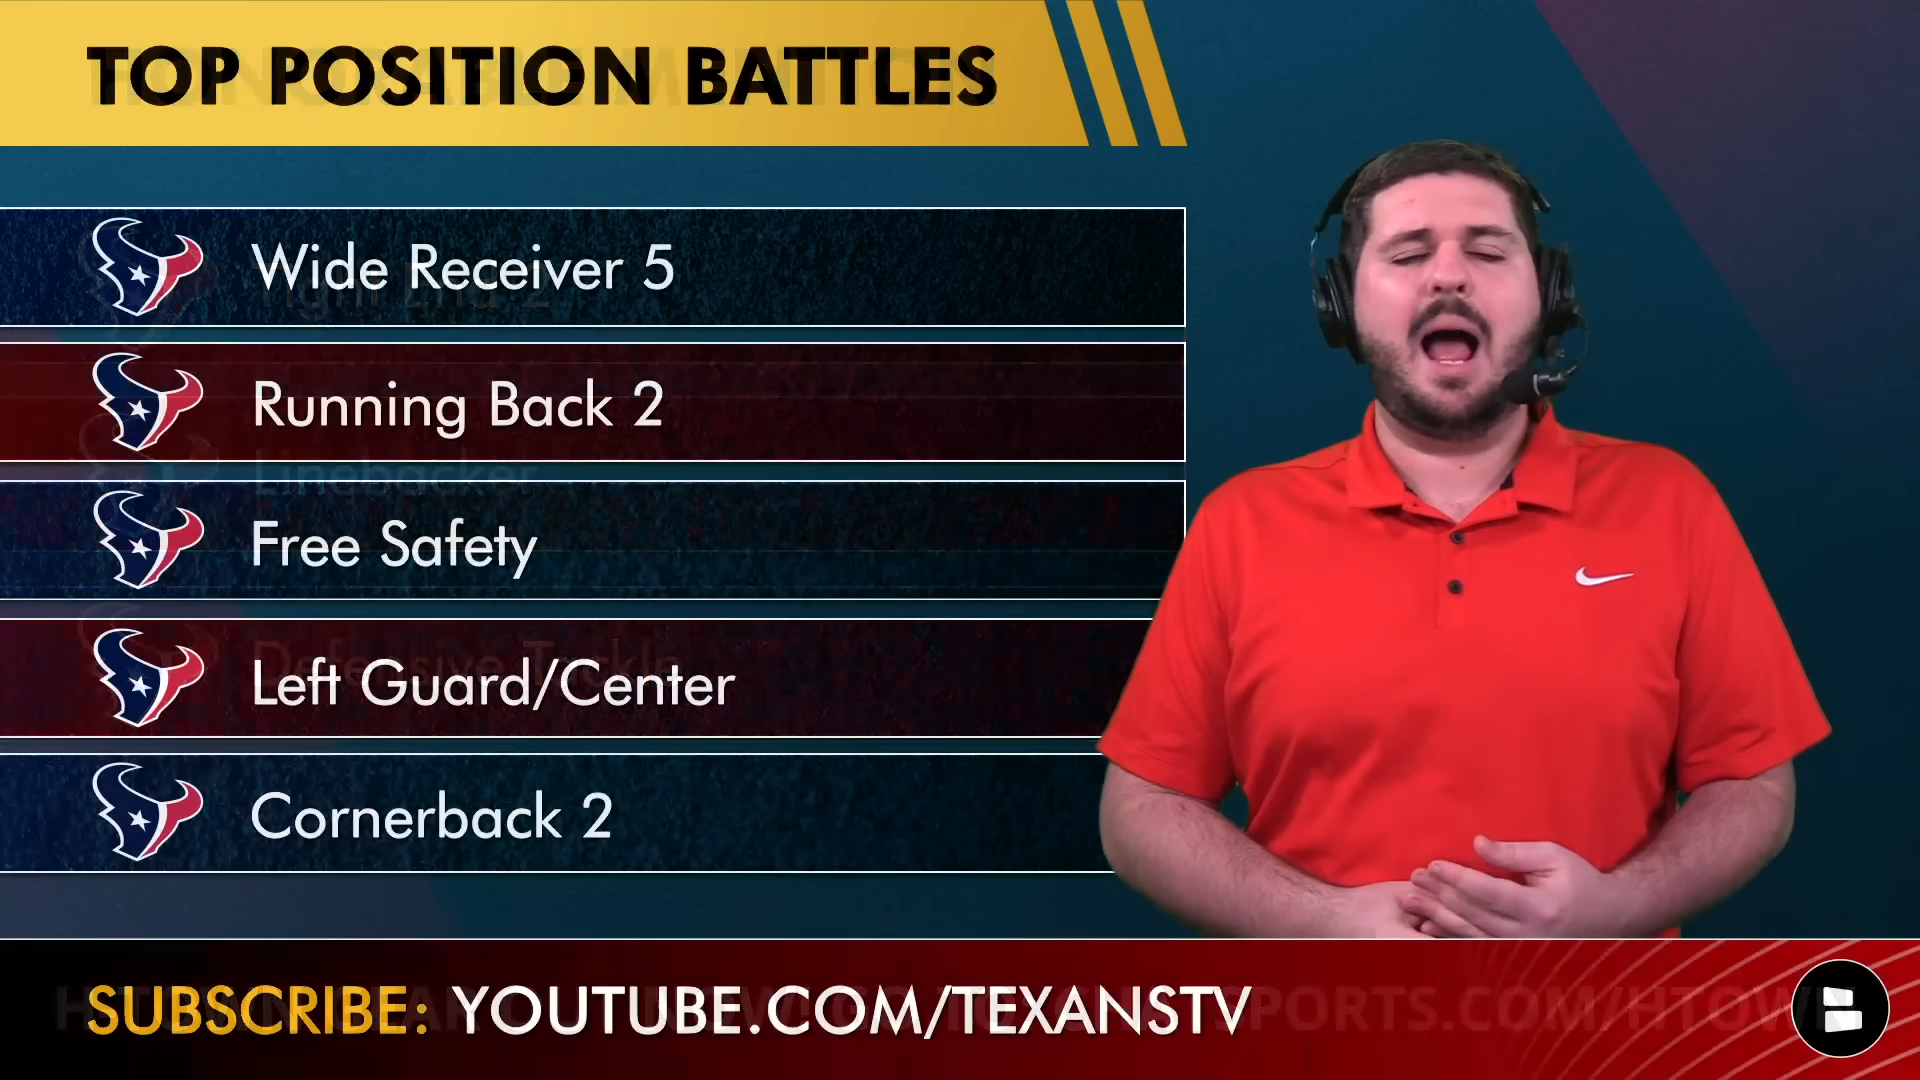 TOP POSITION BATTLES
Wide Receiver 5
Running Back 2
Free Safety
Left Guard/Center
Cornerback 2
SUBSCRIBE: YOUTUBE.COM/TEXANSTV